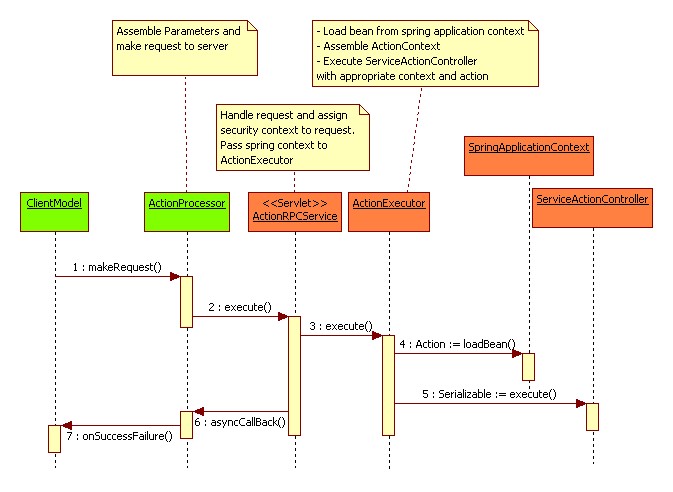 Assemble Parameters and
make request to server
- Load bean from spring application context
- Assemble ActionContext
- Execute ServiceActionController
with appropriate context and action
Handle request and assign
security context to request.
Pass spring context to
ActionExecutor
SpringApplicationContext
ClientModel
ActionProcessor
<<Servlet>>
ActionRPCService
ActionExecutor
ServiceActionController
1 : makeRequest()
2 : execute()
3 : execute()
4 : Action := loadBean()
5 : Serializable := execute()
6 : asyncCallBack()
7 : onSuccessFailure()